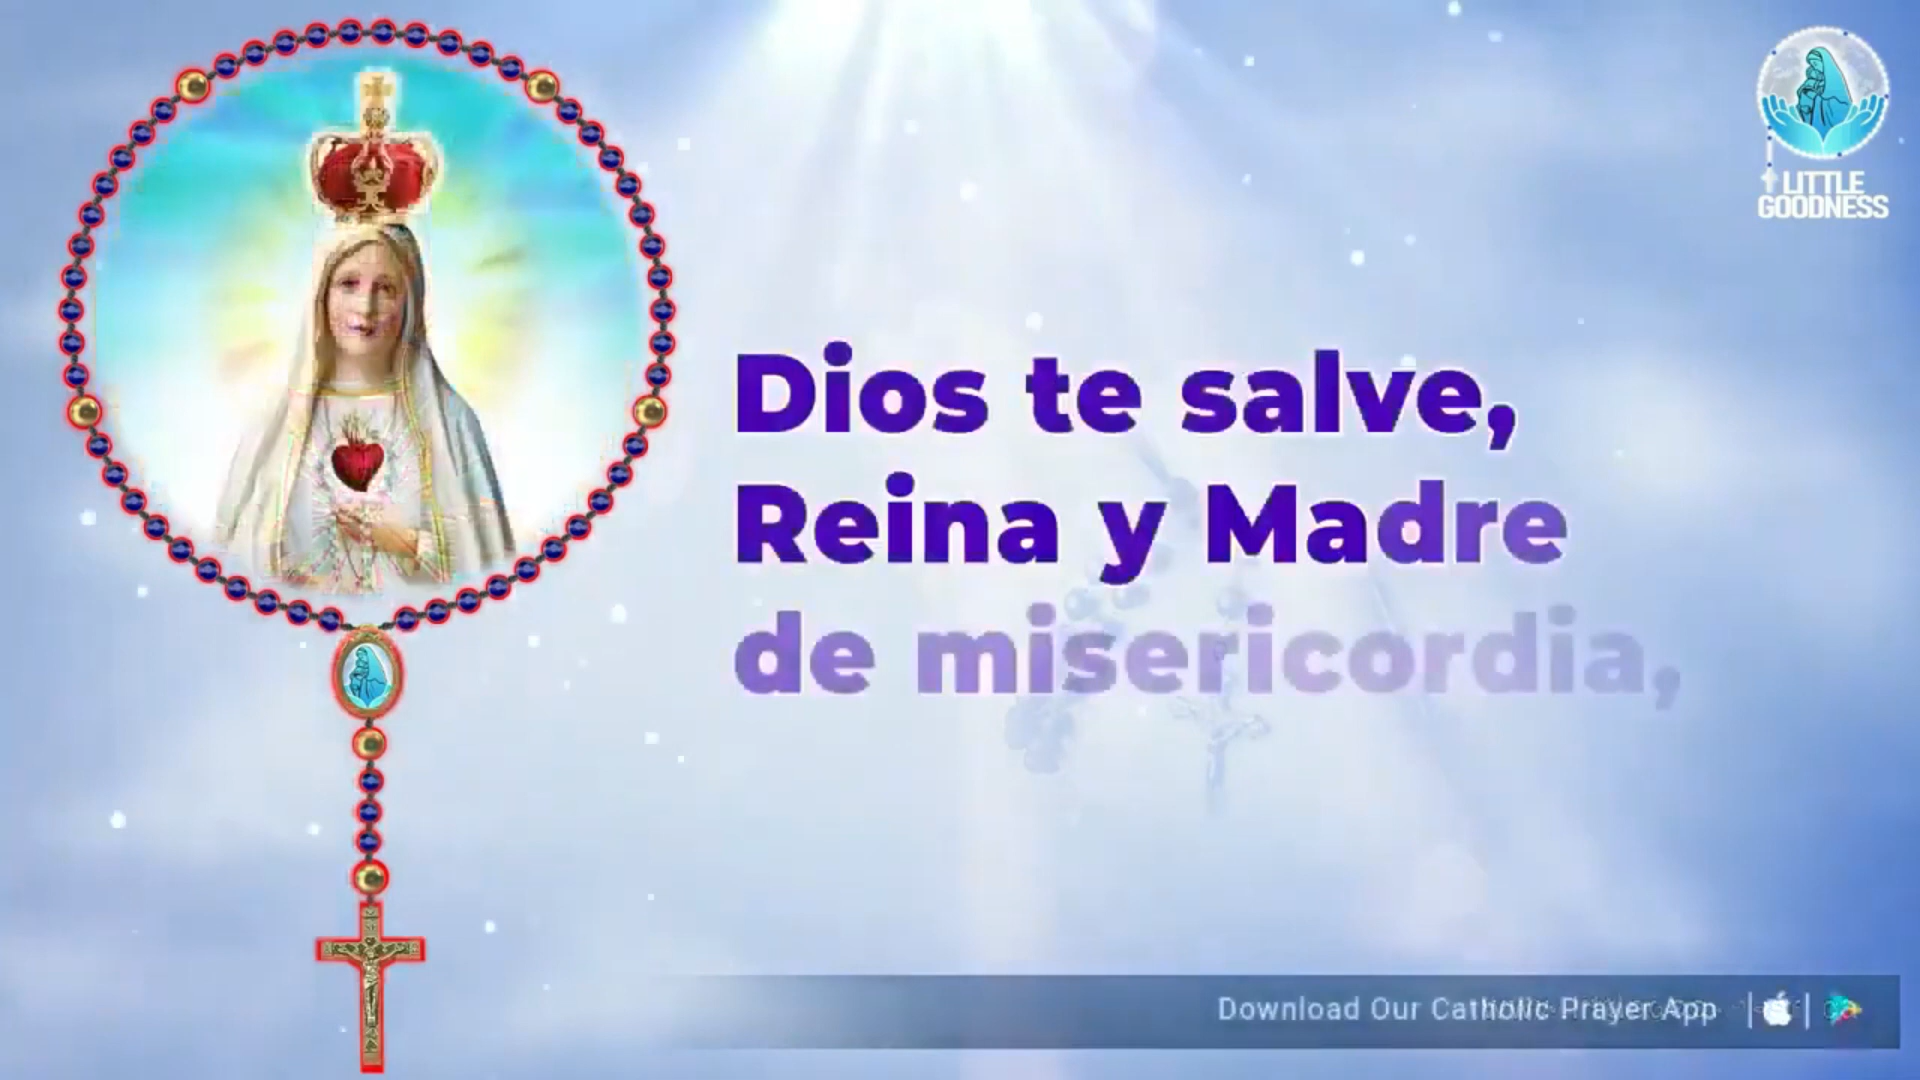 LITTLE
GOODNESS
Dios te salve,
Reina y Madre
de misericordia,
Download Our Catholic Prayer App